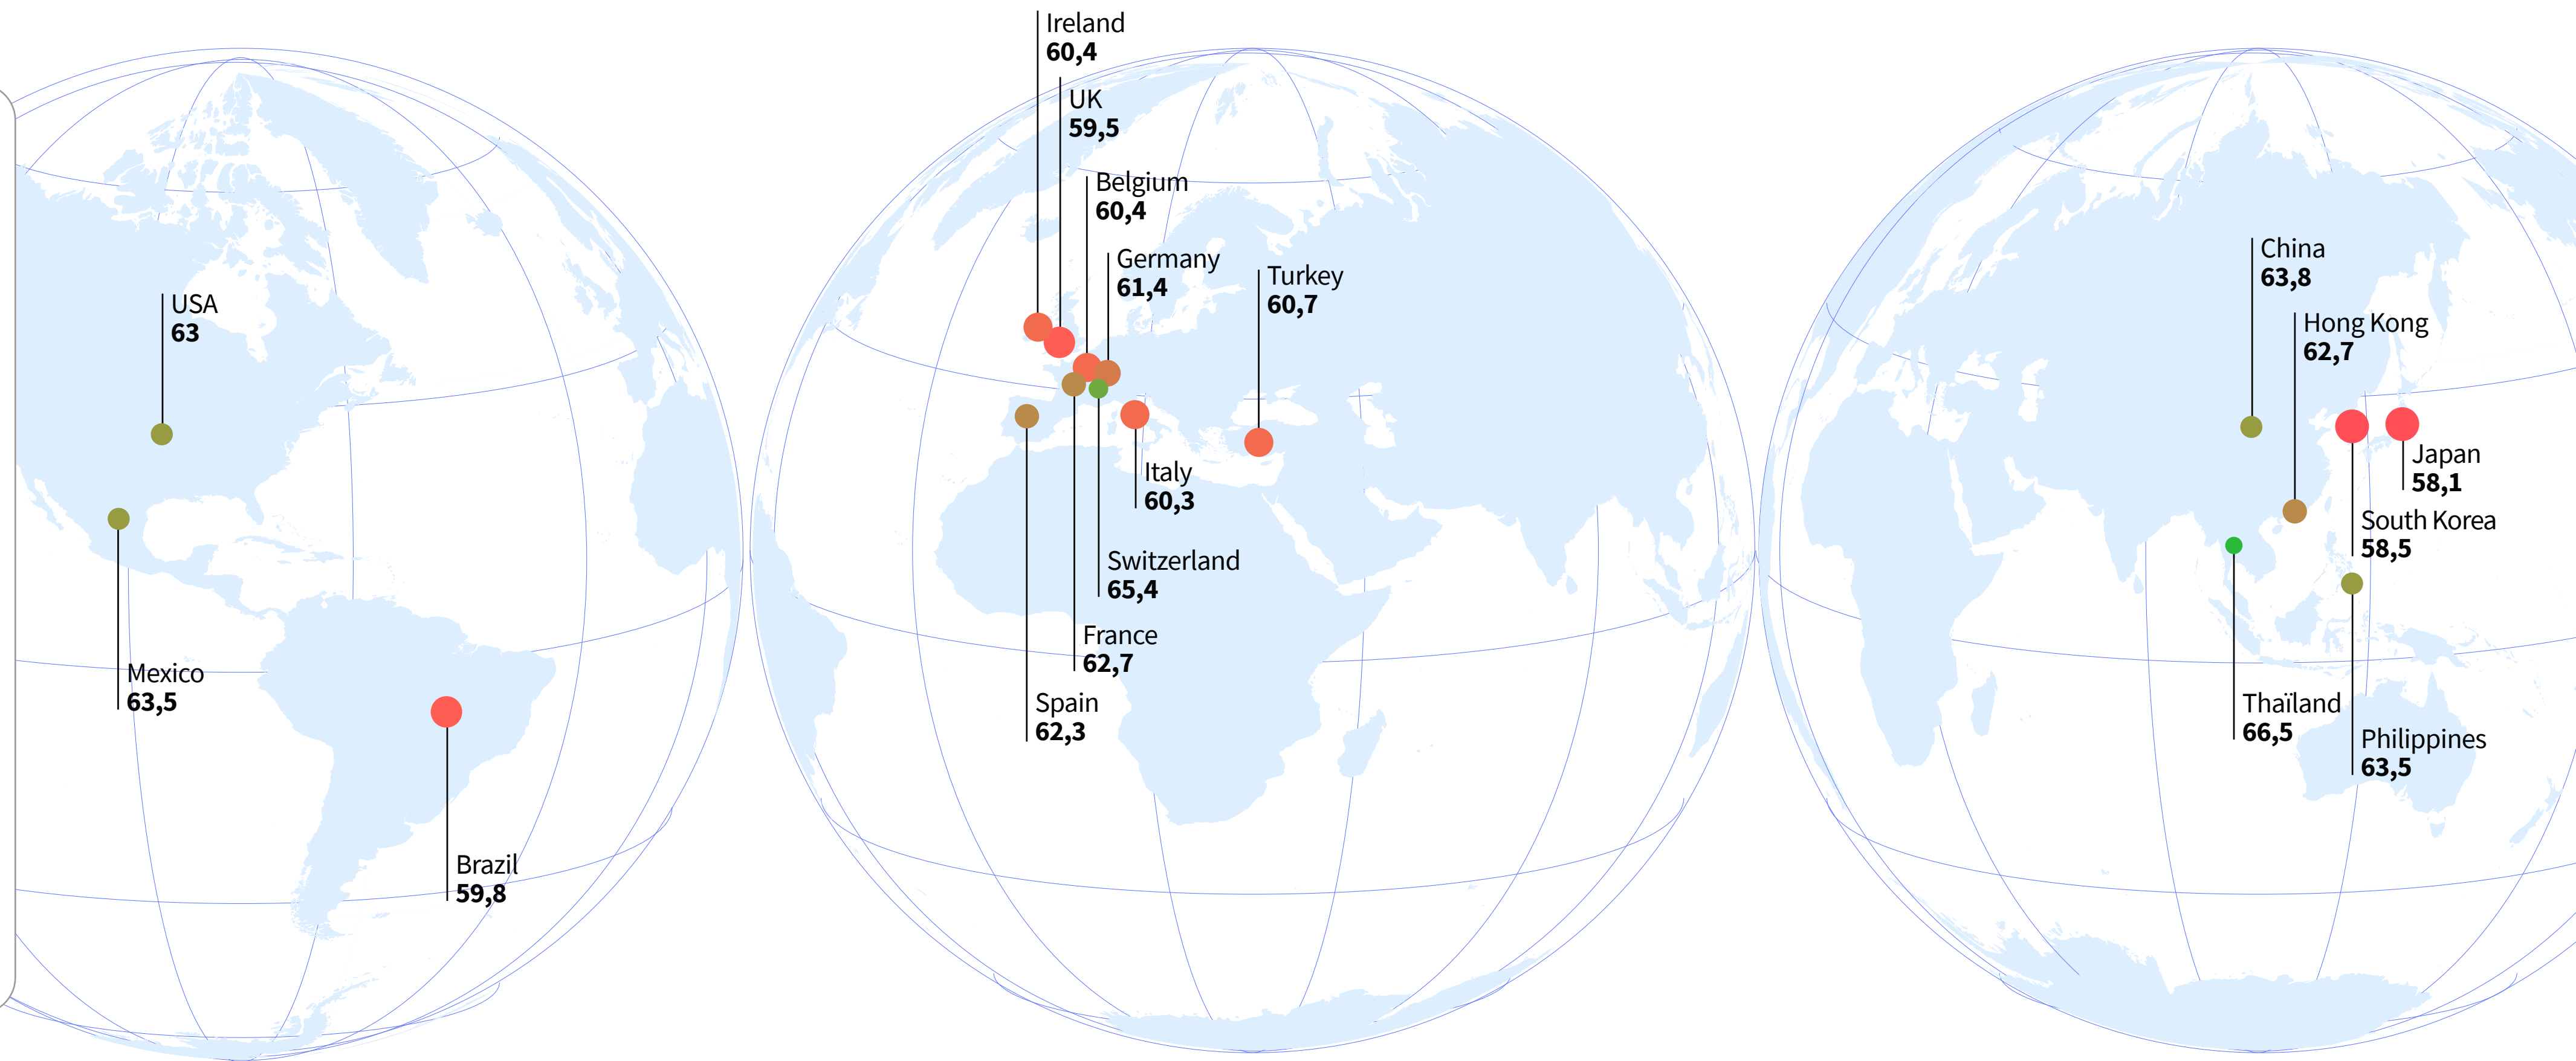 USA
63
Mexico
63,5
Brazil
59,8
Ireland
60,4
UK
59,5
Belgium
60,4
Germany
61,4
Turkey
60,7
Italy
60,3
Switzerland
65,4
France
62,7
Spain
62,3
China
63,8
Hong Kong
62,7
Japan
58,1
South Korea
58,5
Thaïland
66,5
Philippines
63,5